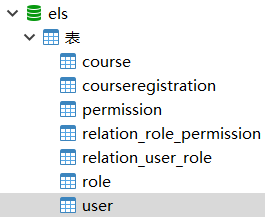 els
表
course
courseregistration
permission
relation_role_permission
relation_user_role
role
user